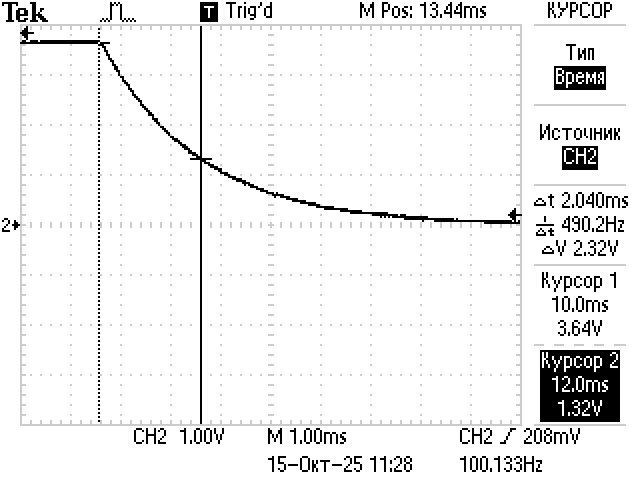 Tek T Trig'd M Pos: 13.44ms КУРСОР
Тип
Время
Источник
CH2
△t 2.040ms
1/△t 490.2Hz
△V 2.32V
2
Курсор 1
10.0ms
3.64V
Курсор 2
12.0ms
1.32V
CH2 1.00V M 1.00ms CH2 208mV
15-Окт-25 11:28 100.133Hz